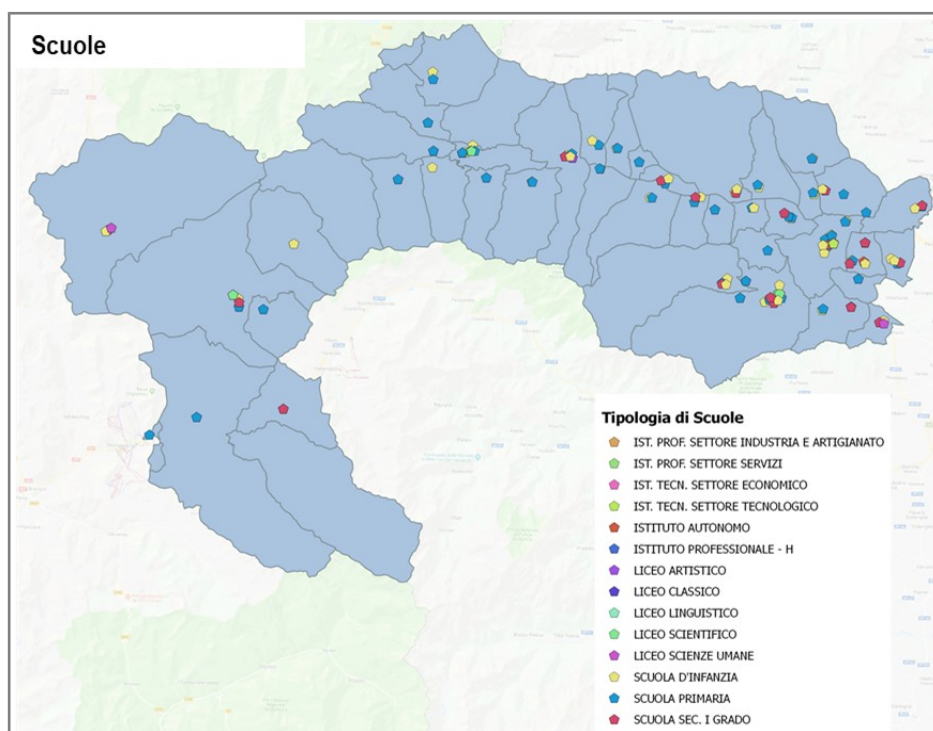 Scuole
Tipologia di Scuole
IST. PROF. SETTORE INDUSTRIA E ARTIGIANATO
IST. PROF. SETTORE SERVIZI
IST. TECN. SETTORE ECONOMICO
IST. TECN. SETTORE TECNOLOGICO
ISTITUTO AUTONOMO
ISTITUTO PROFESSIONALE - H
LICEO ARTISTICO
LICEO CLASSICO
LICEO LINGUISTICO
LICEO SCIENTIFICO
LICEO SCIENZE UMANE
SCUOLA D'INFANZIA
SCUOLA PRIMARIA
SCUOLA SEC. I GRADO